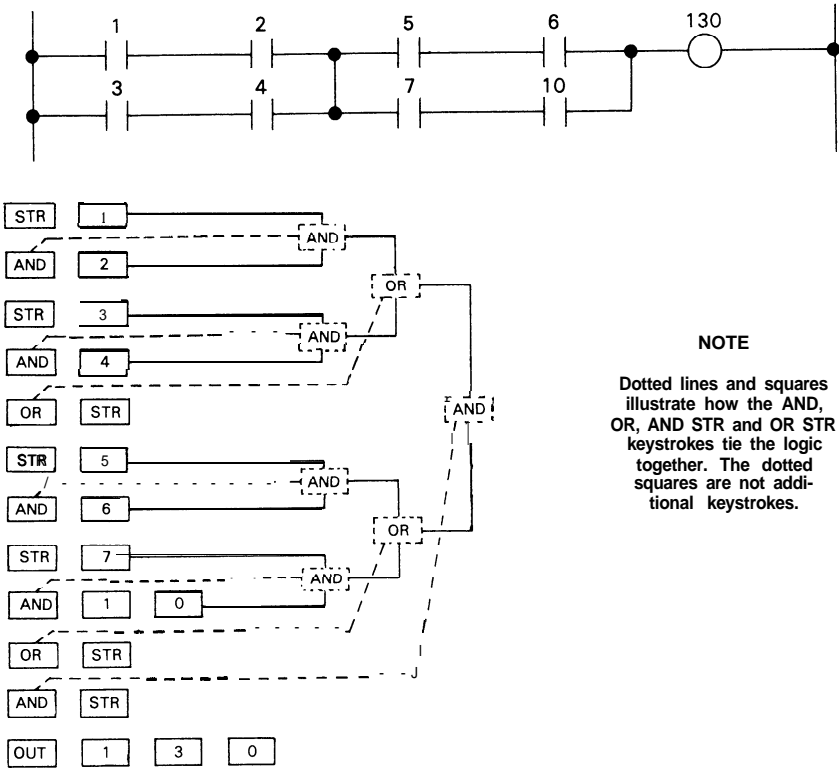 1 2 5 6 130
3 4 7 10
STR 1
AND
AND 2
OR
STR 3
AND
AND 4
OR STR
AND
STR 5
AND
AND 6
OR
STR 7
AND
AND 1 0
OR STR
AND STR
OUT 1 3 0
NOTE
Dotted lines and squares
illustrate how the AND,
OR, AND STR and OR STR
keystrokes tie the logic
together. The dotted
squares are not addi-
tional keystrokes.